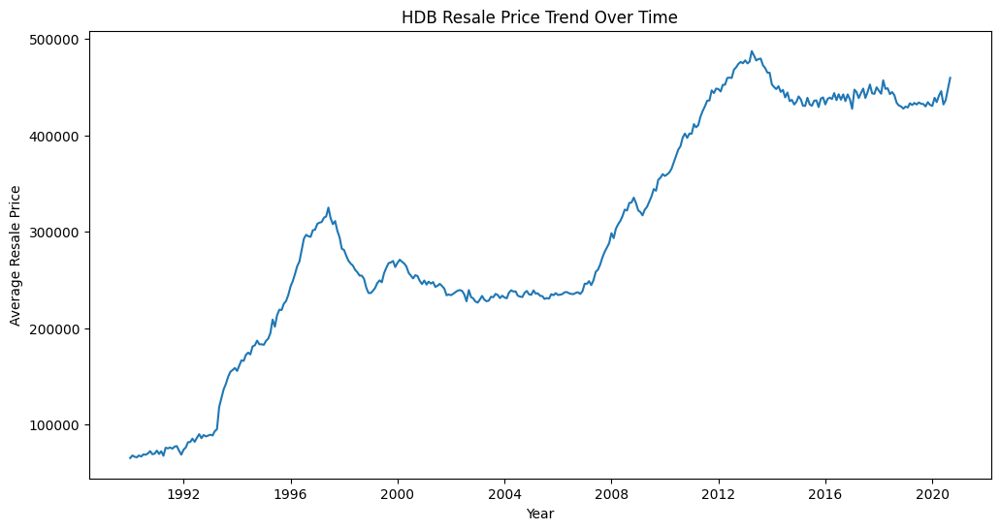 HDB Resale Price Trend Over Time
500000
400000
300000
200000
100000
Average Resale Price
1992 1996 2000 2004 2008 2012 2016 2020
Year